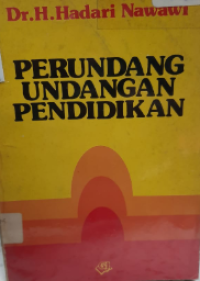 Dr.H.Hadari Nawawi
PERUNDANG
UNDANGAN
PENDIDIKAN